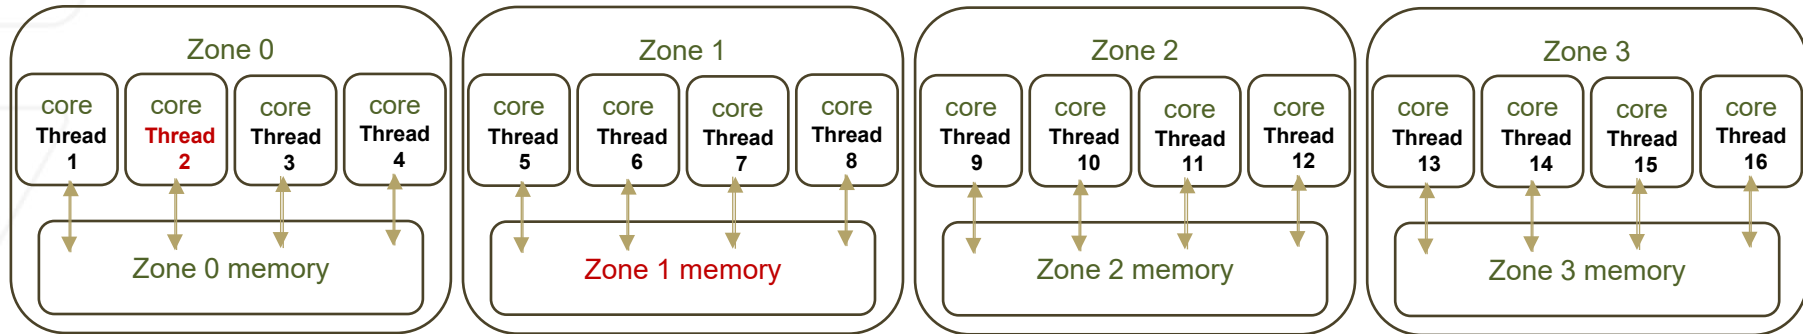 Zone 0
core
Thread
1
core
Thread
2
core
Thread
3
core
Thread
4
Zone 0 memory
Zone 1
core
Thread
5
core
Thread
6
core
Thread
7
core
Thread
8
Zone 1 memory
Zone 2
core
Thread
9
core
Thread
10
core
Thread
11
core
Thread
12
Zone 2 memory
Zone 3
core
Thread
13
core
Thread
14
core
Thread
15
core
Thread
16
Zone 3 memory